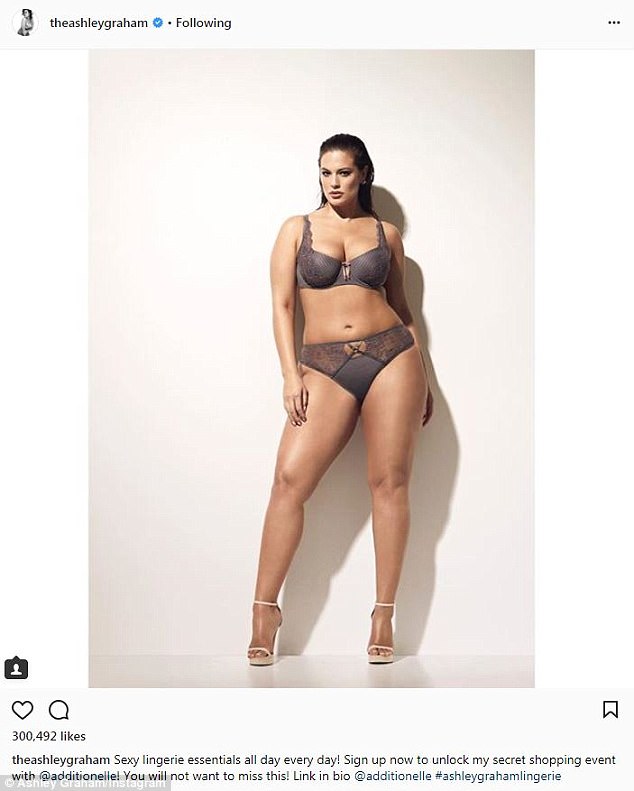 theashleygraham • Following
300,492 likes
theashleygraham Sexy lingerie essentials all day every day! Sign up now to unlock my secret shopping event
with @additionelle! You will not want to miss this! Link in bio @additionelle #ashleygrahamlingerie
© Ashley Graham/Instagram